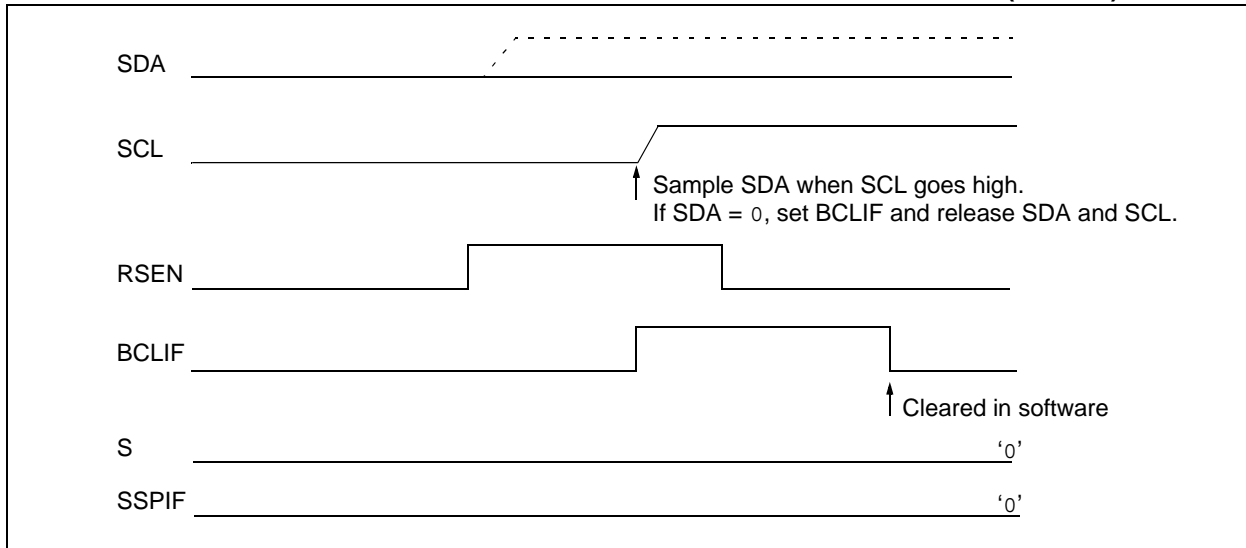 SDA
SCL
Sample SDA when SCL goes high.
If SDA = 0, set BCLIF and release SDA and SCL.
RSEN
BCLIF
Cleared in software
S
‘0’
SSPIF
‘0’